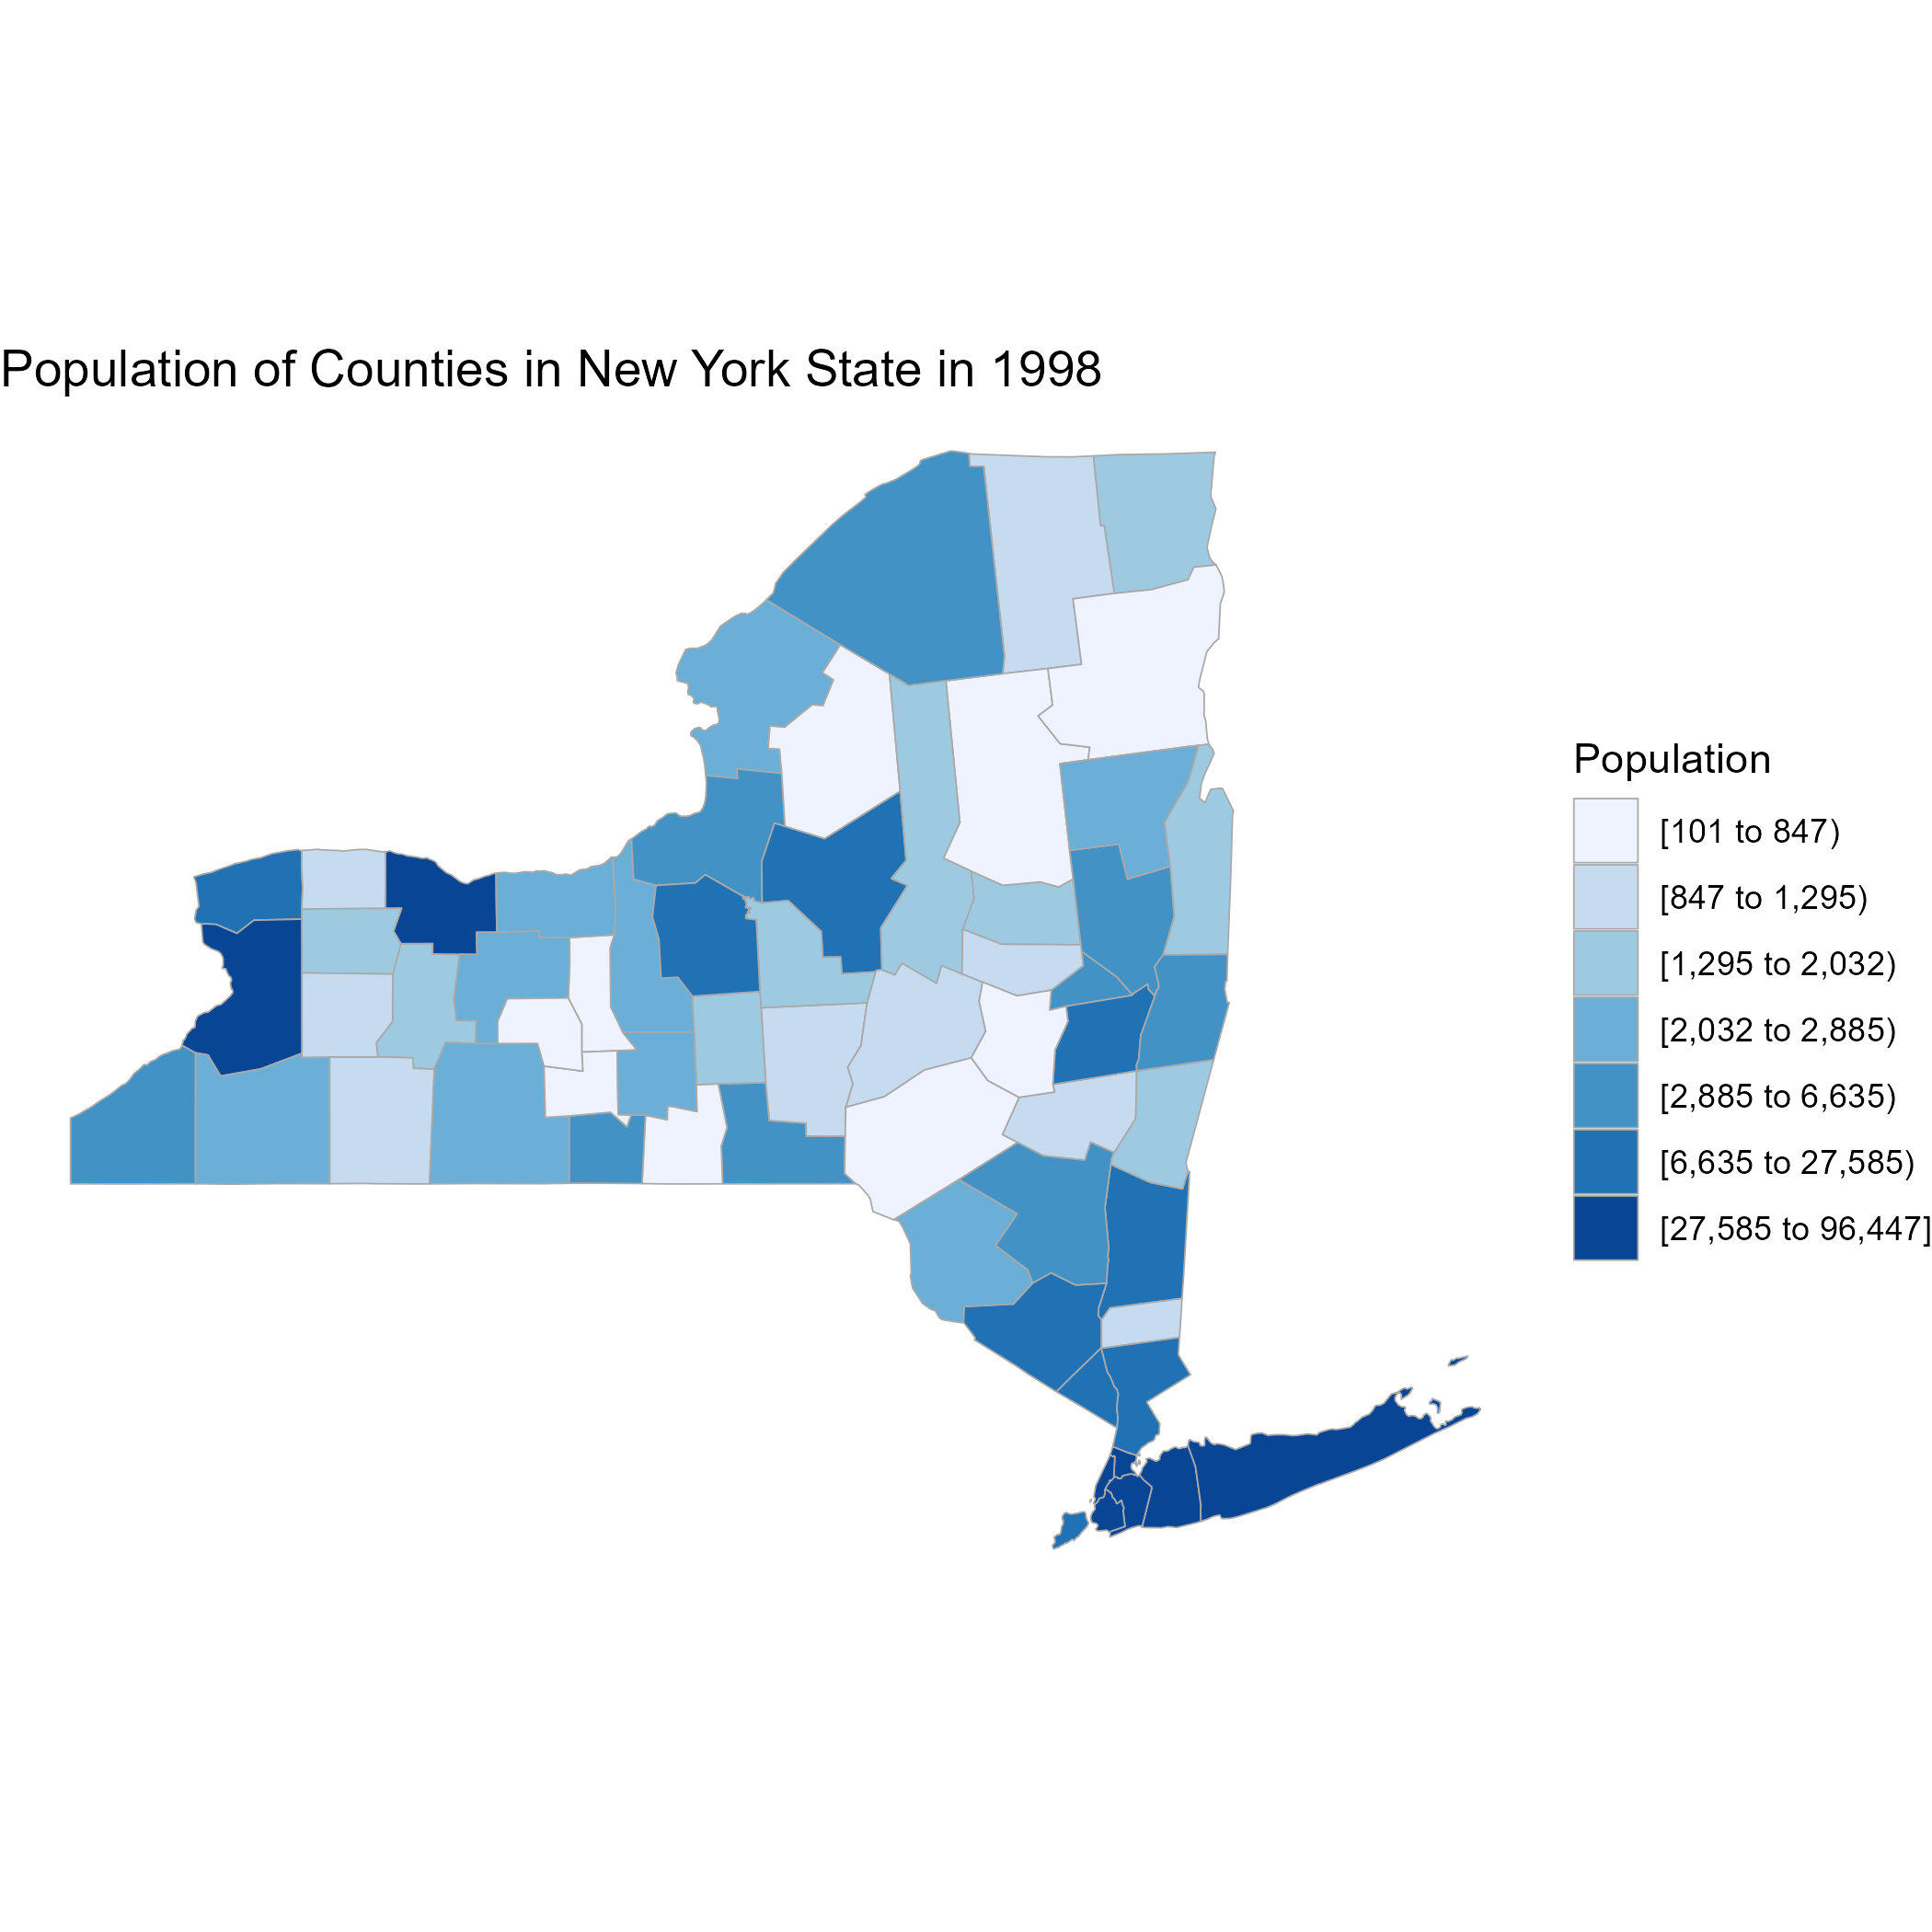 Population of Counties in New York State in 1998
Population
[101 to 847)
[847 to 1,295)
[1,295 to 2,032)
[2,032 to 2,885)
[2,885 to 6,635)
[6,635 to 27,585)
[27,585 to 96,447]